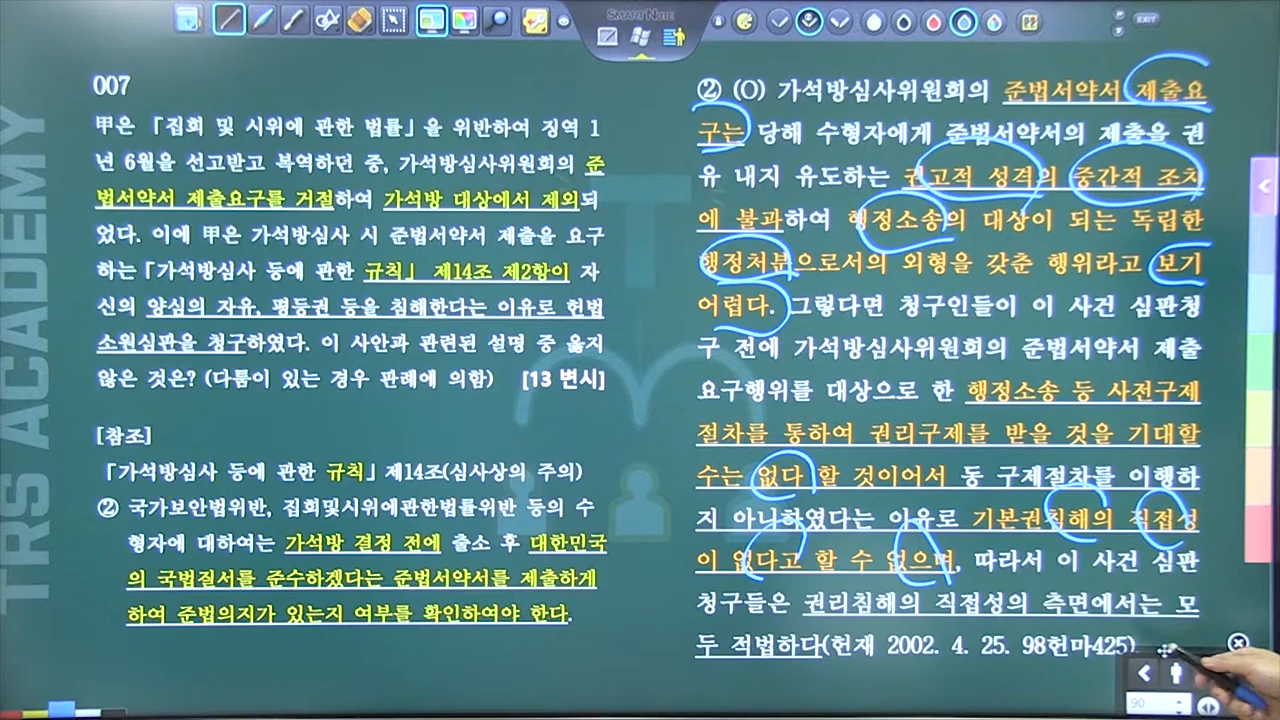 SMART NOTE
EXIT
TRS ACADEMY
007
甲은 「집회 및 시위에 관한 법률」을 위반하여 징역 1
년 6월을 선고받고 복역하던 중, 가석방심사위원회의 준
법서약서 제출요구를 거절하여 가석방 대상에서 제외되
었다. 이에 甲은 가석방심사 시 준법서약서 제출을 요구
하는「가석방심사 등에 관한 규칙」 제14조 제2항이 자
신의 양심의 자유, 평등권 등을 침해한다는 이유로 헌법
소원심판을 청구하였다. 이 사안과 관련된 설명 중 옳지
않은 것은? (다툼이 있는 경우 판례에 의함) [13 변시]
[참조]
「가석방심사 등에 관한 규칙」제14조(심사상의 주의)
② 국가보안법위반, 집회및시위에관한법률위반 등의 수
형자에 대하여는 가석방 결정 전에 출소 후 대한민국
의 국법질서를 준수하겠다는 준법서약서를 제출하게
하여 준법의지가 있는지 여부를 확인하여야 한다.
② (O) 가석방심사위원회의 준법서약서 제출요
구는 당해 수형자에게 준법서약서의 제출을 권
유 내지 유도하는 권고적 성격의 중간적 조치
에 불과하여 행정소송의 대상이 되는 독립한
행정처분으로서의 외형을 갖춘 행위라고 보기
어렵다. 그렇다면 청구인들이 이 사건 심판청
구 전에 가석방심사위원회의 준법서약서 제출
요구행위를 대상으로 한 행정소송 등 사전구제
절차를 통하여 권리구제를 받을 것을 기대할
수는 없다 할 것이어서 동 구제절차를 이행하
지 아니하였다는 이유로 기본권침해의 직접성
이 없다고 할 수 없으며, 따라서 이 사건 심판
청구들은 권리침해의 직접성의 측면에서는 모
두 적법하다(헌재 2002. 4. 25. 98헌마425)
90